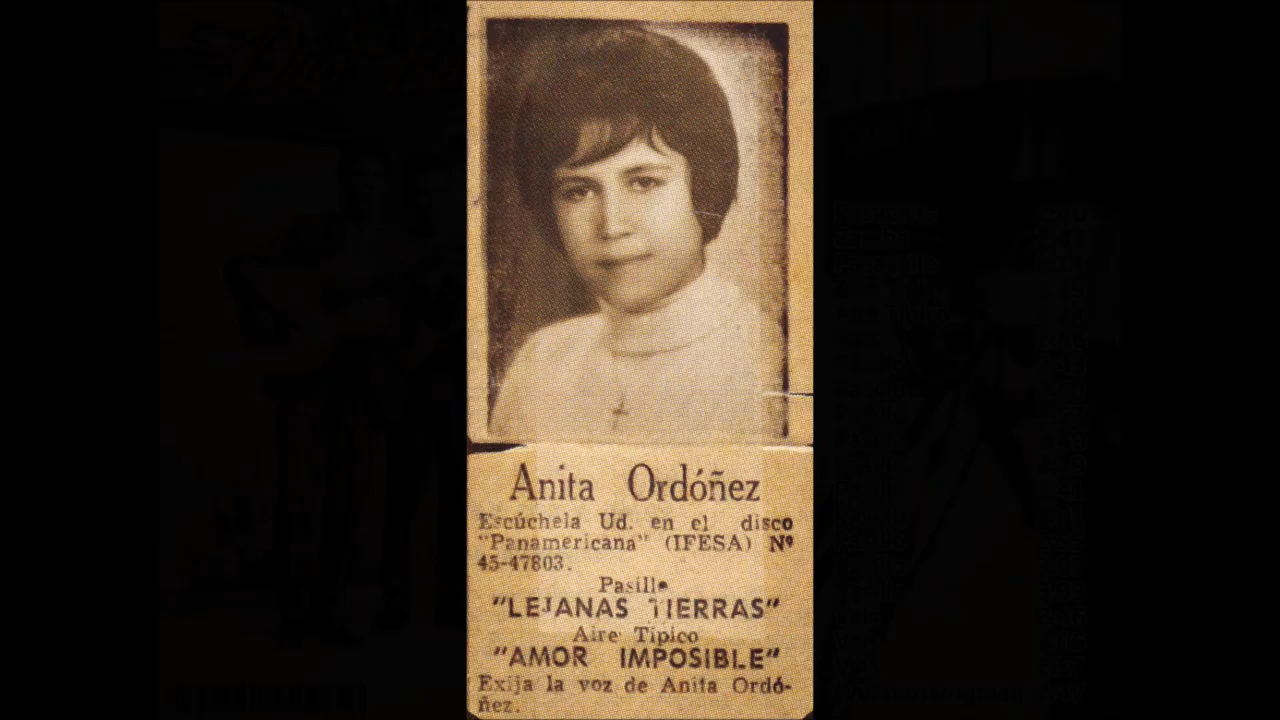 Anita Ordóñez
Escúchela Ud. en el disco
"Panamericana" (IFESA) Nº
45-47803.
Pasillo
"LEJANAS TIERRAS"
Aire Típico
"AMOR IMPOSIBLE"
Exija la voz de Anita Ordó-
ñez.